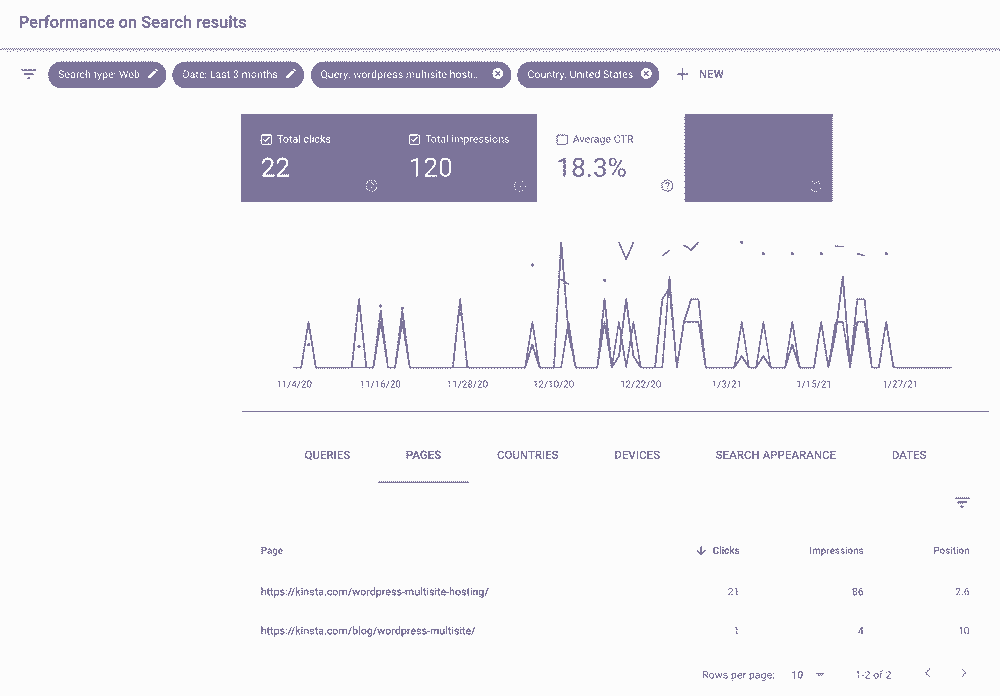 Performance on Search results
Search type: Web
Date: Last 3 months
Query: wordpress multisite hosti...
Country: United States
+ NEW
Total clicks
Total impressions
Average CTR
22
120
18.3%
11/4/20 11/16/20 11/28/20 12/10/20 12/22/20 1/3/21 1/15/21 1/27/21
QUERIES PAGES COUNTRIES DEVICES SEARCH APPEARANCE DATES
Page Clicks Impressions Position
https://kinsta.com/wordpress-multisite-hosting/ 21 86 2.6
https://kinsta.com/blog/wordpress-multisite/ 1 4 10
Rows per page: 10 1-2 of 2